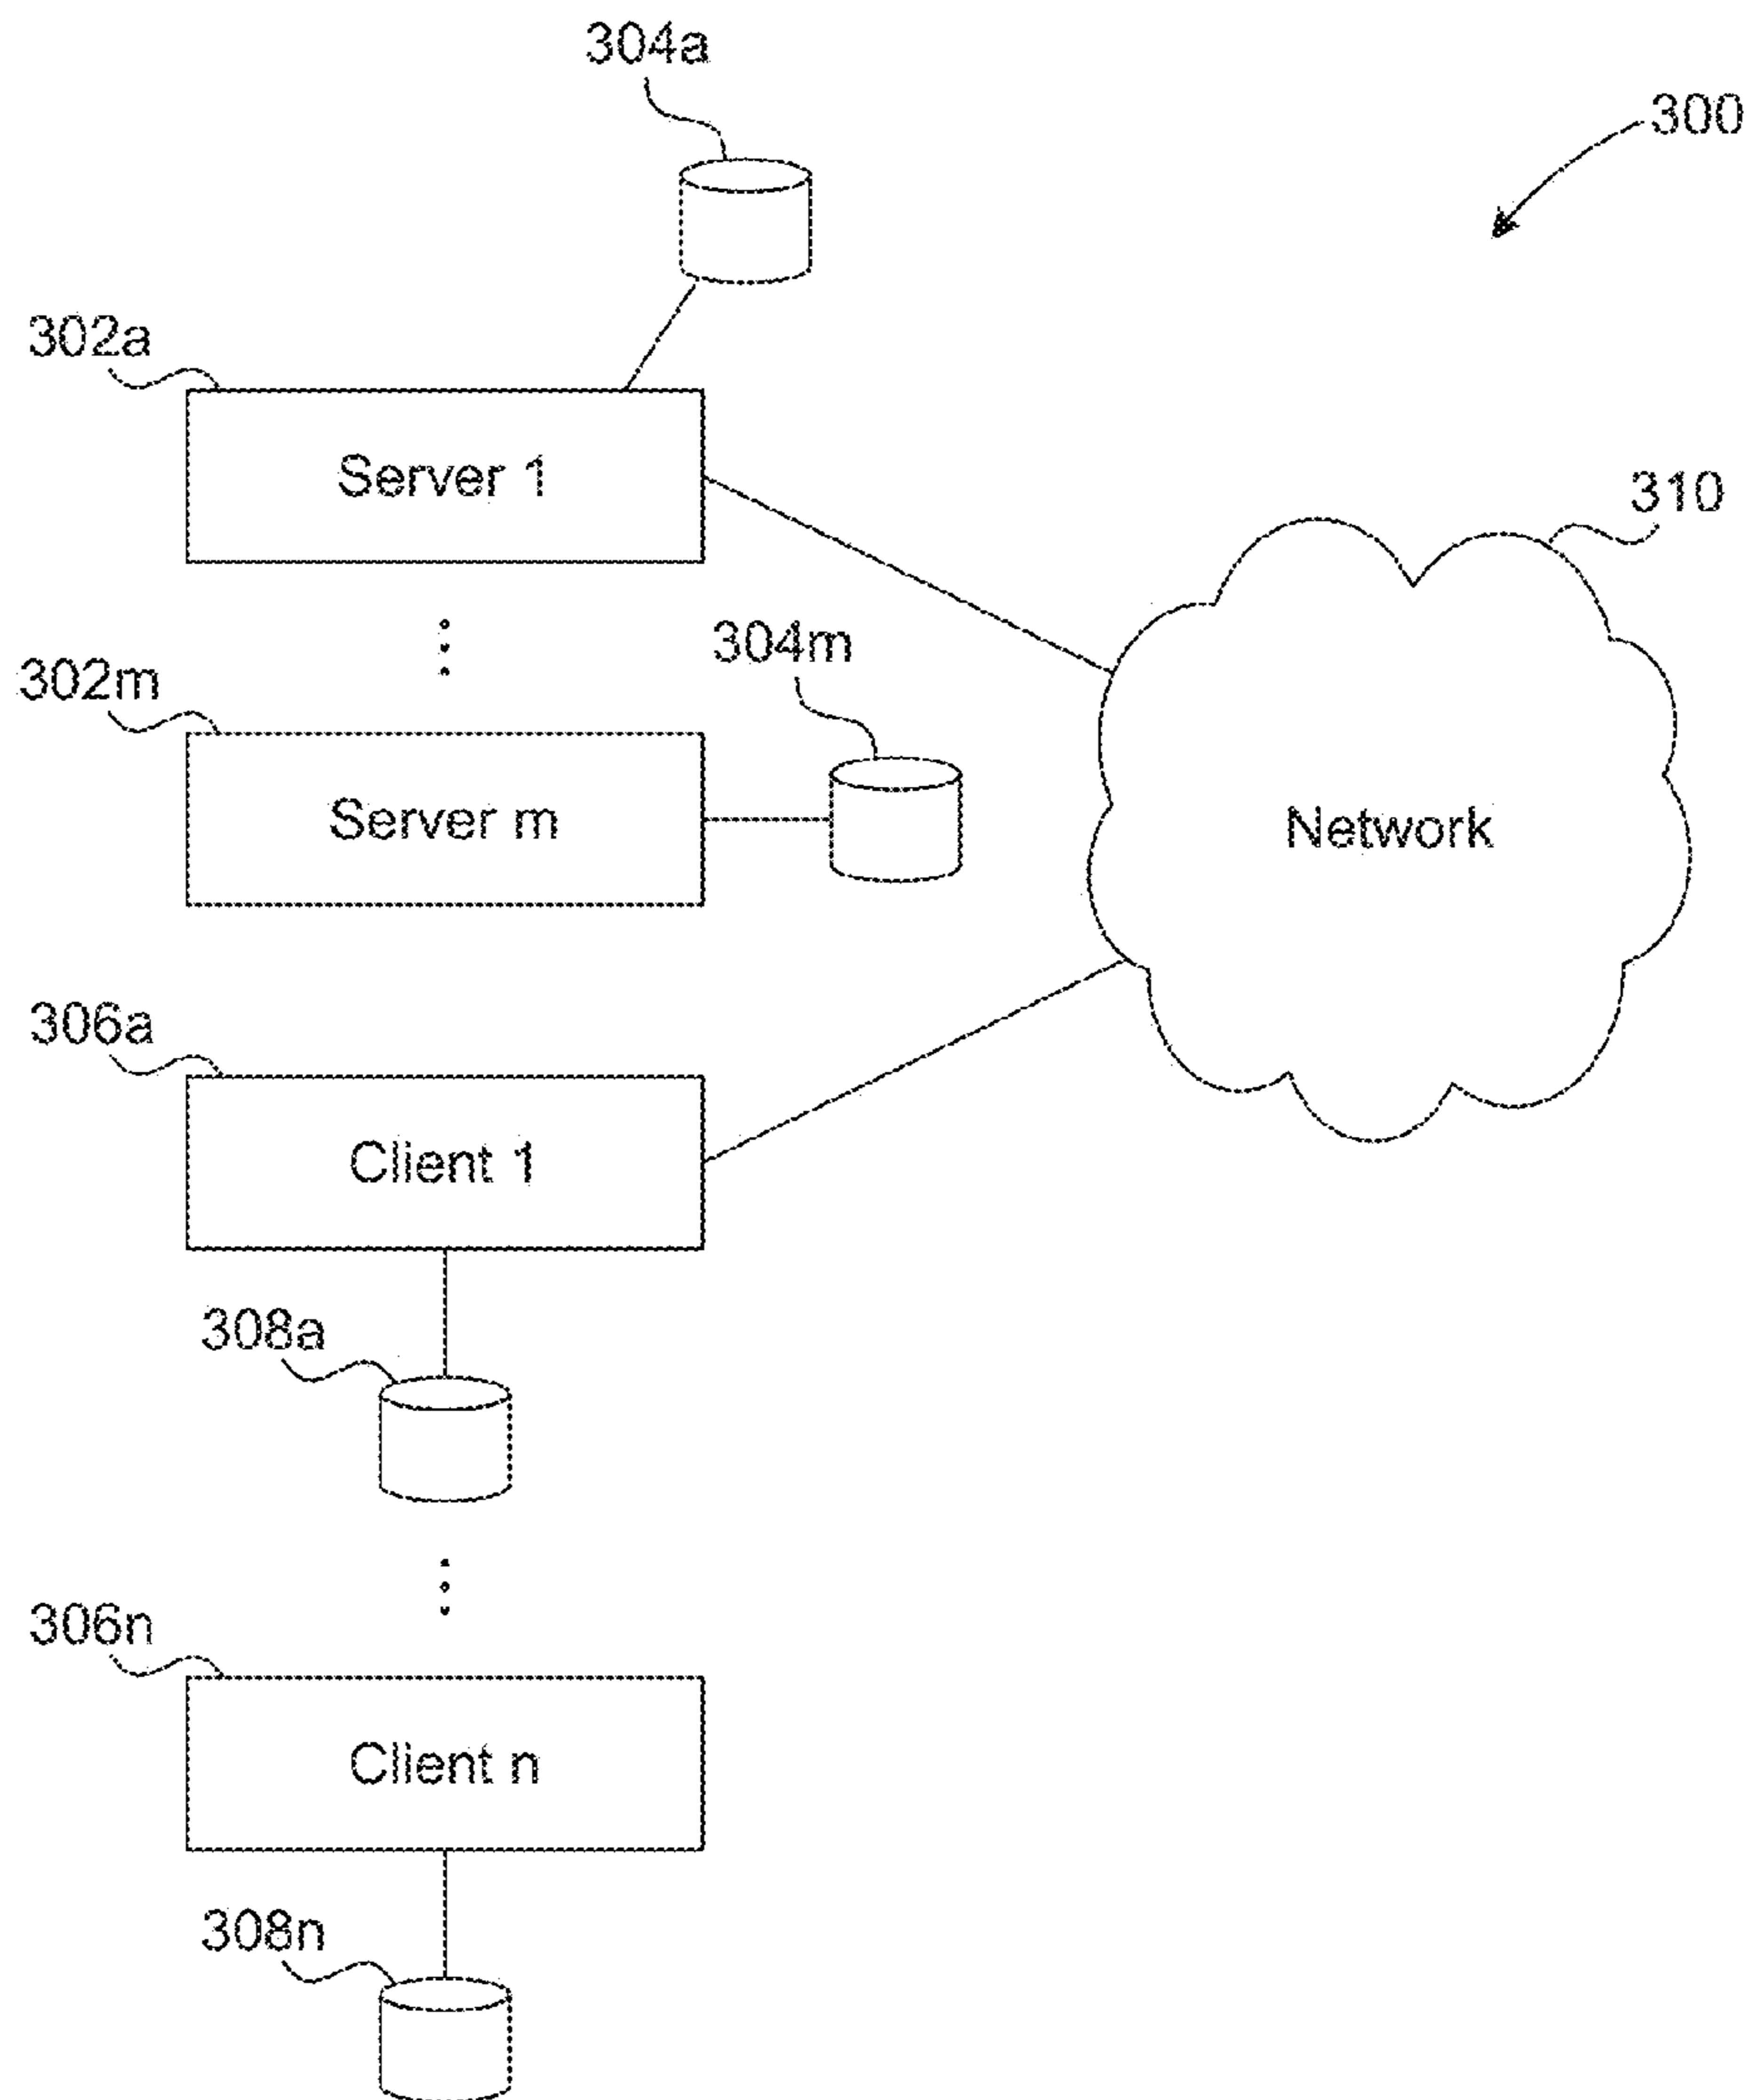 304a
300
302a
Server 1
310
304m
302m
Server m
Network
306a
Client 1
308a
306n
Client n
308n